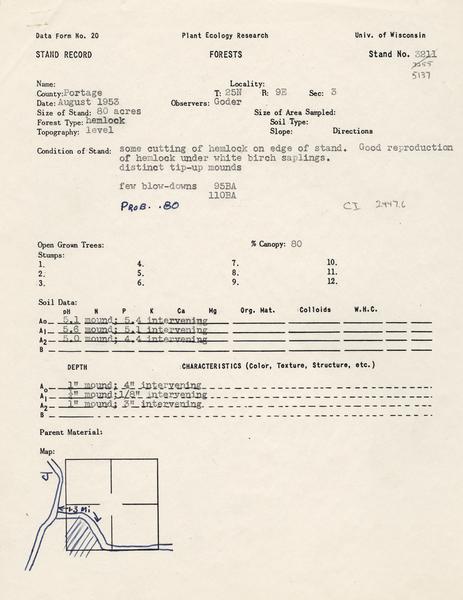 Data Form No. 20 Plant Ecology Research Univ. of Wisconsin
STAND RECORD FORESTS Stand No. 3211
5137
Name: Locality:
County: Portage T: 25N R: 9E Sec: 3
Date: August 1953 Observers: Goder
Size of Stand: 80 acres Size of Area Sampled:
Forest Type: hemlock Soil Type:
Topography: level Slope: Directions
Condition of Stand: some cutting of hemlock on edge of stand. Good reproduction
of hemlock under white birch saplings.
distinct tip-up mounds
few blow-downs 95BA
110BA
PROB. .80 CI 2447.6
Open Grown Trees: % Canopy: 80
Stumps:
1. 4. 7. 10.
2. 5. 8. 11.
3. 6. 9. 12.
Soil Data:
pH N P K Ca Mg Org. Mat. Colloids W.H.C.
A₀ 5.1 mound; 5.4 intervening
A₁ 5.6 mound; 5.1 intervening
A₂ 5.0 mound; 4.4 intervening
B
DEPTH CHARACTERISTICS (Color, Texture, Structure, etc.)
A₀ 1" mound; 4" intervening
A₁ ½" mound; 1/8" intervening
A₂ 1" mound; 3" intervening
B
Parent Material:
Map:
.3 Mi